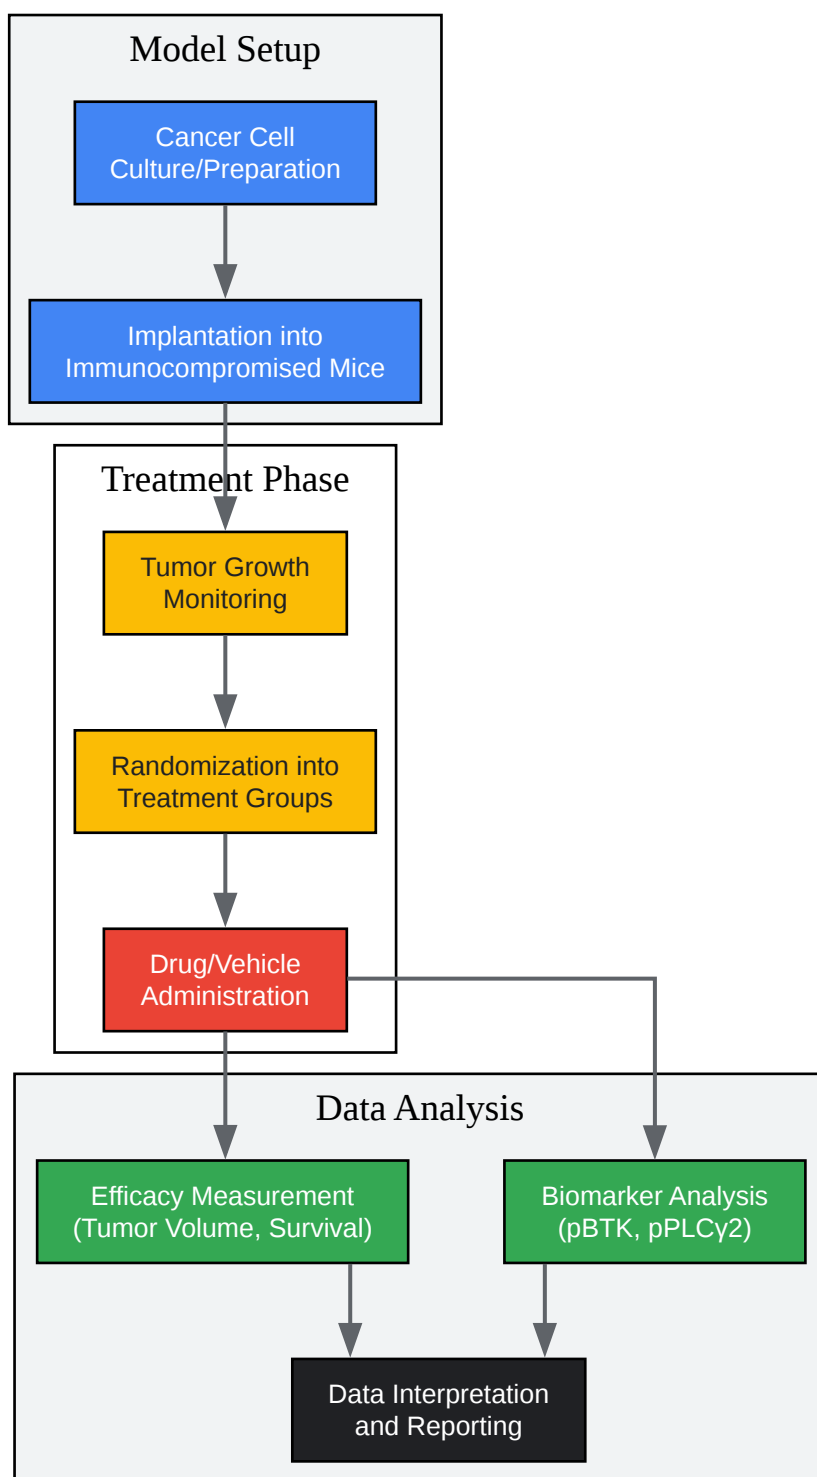 Model Setup
Cancer Cell
Culture/Preparation
Implantation into
Immunocompromised Mice
Treatment Phase
Tumor Growth
Monitoring
Randomization into
Treatment Groups
Drug/Vehicle
Administration
Data Analysis
Efficacy Measurement
(Tumor Volume, Survival)
Biomarker Analysis
(pBTK, pPLCγ2)
Data Interpretation
and Reporting